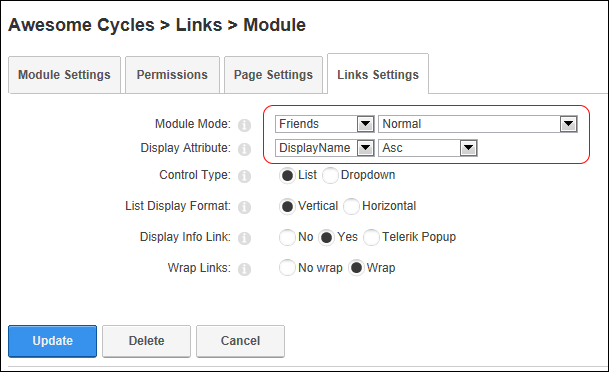 Awesome Cycles > Links > Module
Module Settings Permissions Page Settings Links Settings
Module Mode: Friends Normal
Display Attribute: DisplayName Asc
Control Type: List Dropdown
List Display Format: Vertical Horizontal
Display Info Link: No Yes Telerik Popup
Wrap Links: No wrap Wrap
Update Delete Cancel